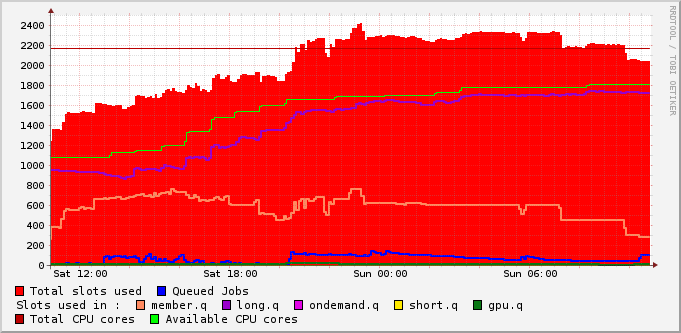 RRDTOOL / TOBI OETIKER
2400
2200
2000
1800
1600
1400
1200
1000
800
600
400
200
0
Sat 12:00 Sat 18:00 Sun 00:00 Sun 06:00
Total slots used Queued Jobs
Slots used in : member.q long.q ondemand.q short.q gpu.q
Total CPU cores Available CPU cores